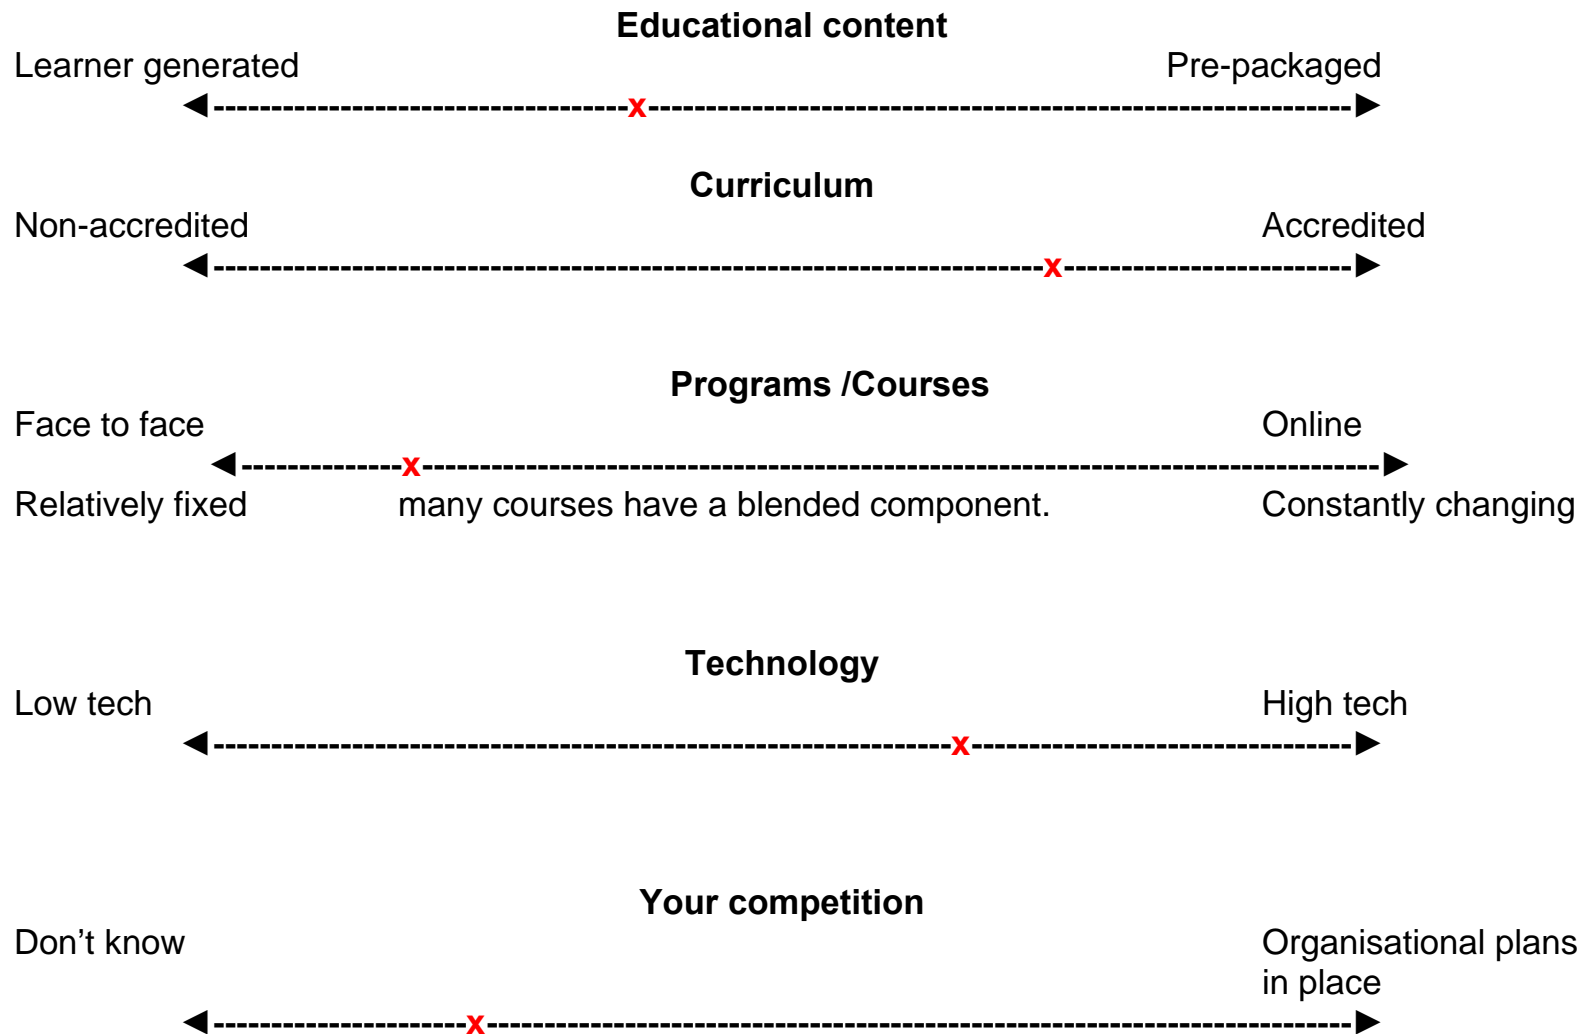 Educational content
Learner generated Pre-packaged
◄----------------------------------x----------------------------------------------------------►
Curriculum
Non-accredited Accredited
◄--------------------------------------------------------------------x------------------------►
Programs /Courses
Face to face Online
◄-------------x------------------------------------------------------------------------------►
Relatively fixed many courses have a blended component. Constantly changing
Technology
Low tech High tech
◄------------------------------------------------------------x--------------------------------►
Your competition
Don’t know Organisational plans
in place
◄---------------------x-----------------------------------------------------------------------►